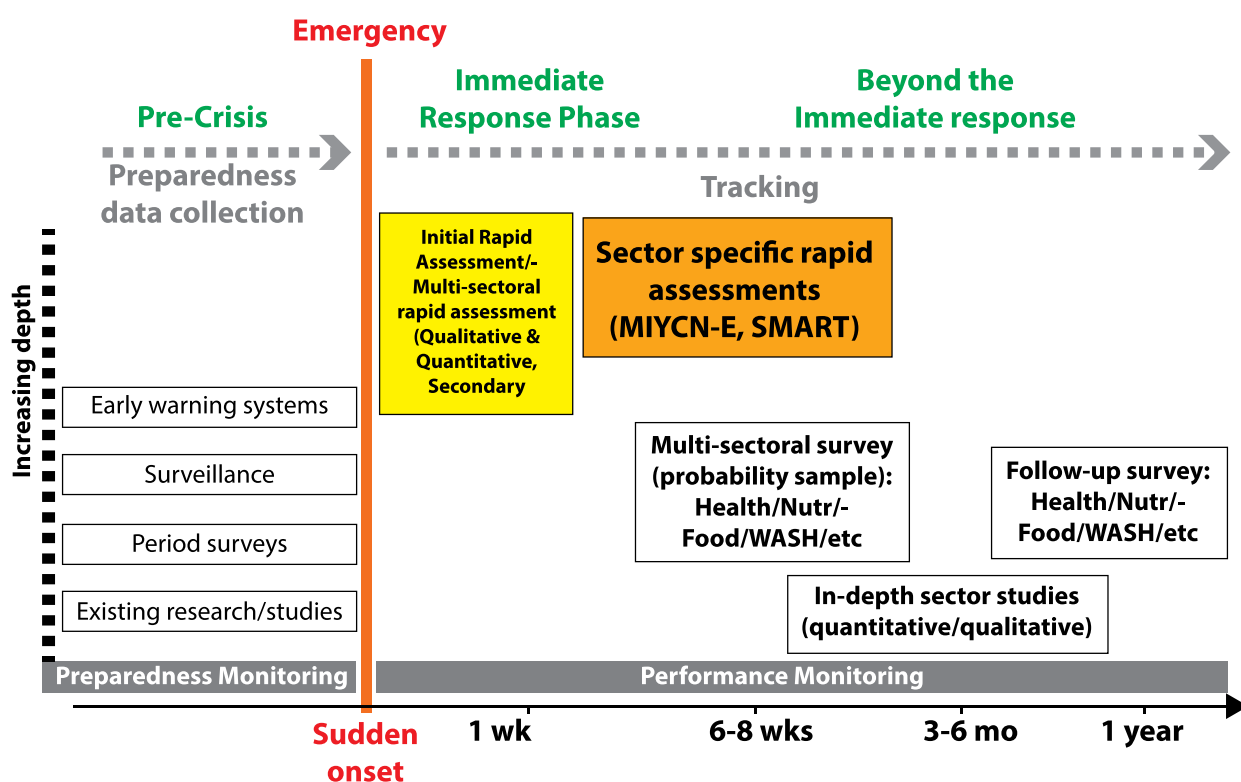 Emergency
Pre-Crisis
Immediate
Response Phase
Beyond the
Immediate response
Preparedness
data collection
Tracking
Increasing depth
Initial Rapid
Assessment/-
Multi-sectoral
rapid assessment
(Qualitative &
Quantitative,
Secondary
Sector specific rapid
assessments
(MIYCN-E, SMART)
Early warning systems
Surveillance
Period surveys
Existing research/studies
Multi-sectoral survey
(probability sample):
Health/Nutr/-
Food/WASH/etc
Follow-up survey:
Health/Nutr/-
Food/WASH/etc
In-depth sector studies
(quantitative/qualitative)
Preparedness Monitoring
Performance Monitoring
Sudden
onset
1 wk
6-8 wks
3-6 mo
1 year